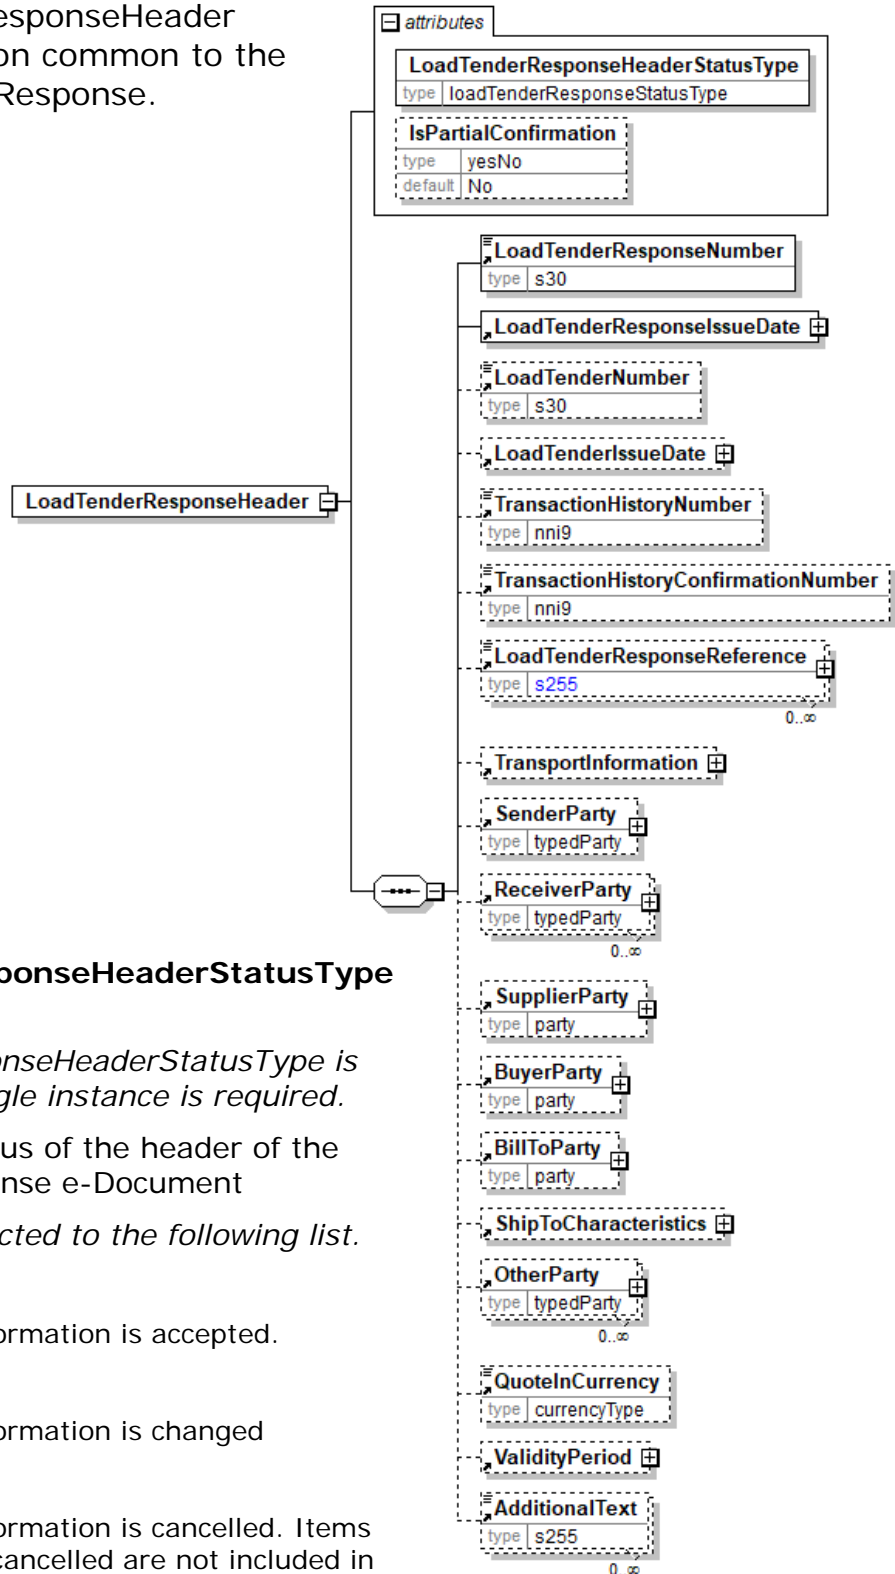 esponseHeader
on common to the
Response.
attributes
LoadTenderResponseHeaderStatusType
type loadTenderResponseStatusType
IsPartialConfirmation
type yesNo
default No
LoadTenderResponseNumber
type s30
LoadTenderResponseIssueDate
LoadTenderNumber
type s30
LoadTenderIssueDate
LoadTenderResponseHeader
TransactionHistoryNumber
type nni9
TransactionHistoryConfirmationNumber
type nni9
LoadTenderResponseReference
type s255
0..∞
TransportInformation
SenderParty
type typedParty
ReceiverParty
type typedParty
0..∞
ponseHeaderStatusType
SupplierParty
type party
onseHeaderStatusType is
gle instance is required.
BuyerParty
type party
us of the header of the
nse e-Document
BillToParty
type party
cted to the following list.
ShipToCharacteristics
OtherParty
type typedParty
0..∞
ormation is accepted.
QuoteInCurrency
type currencyType
ormation is changed
ValidityPeriod
AdditionalText
type s255
0..∞
ormation is cancelled. Items
cancelled are not included in